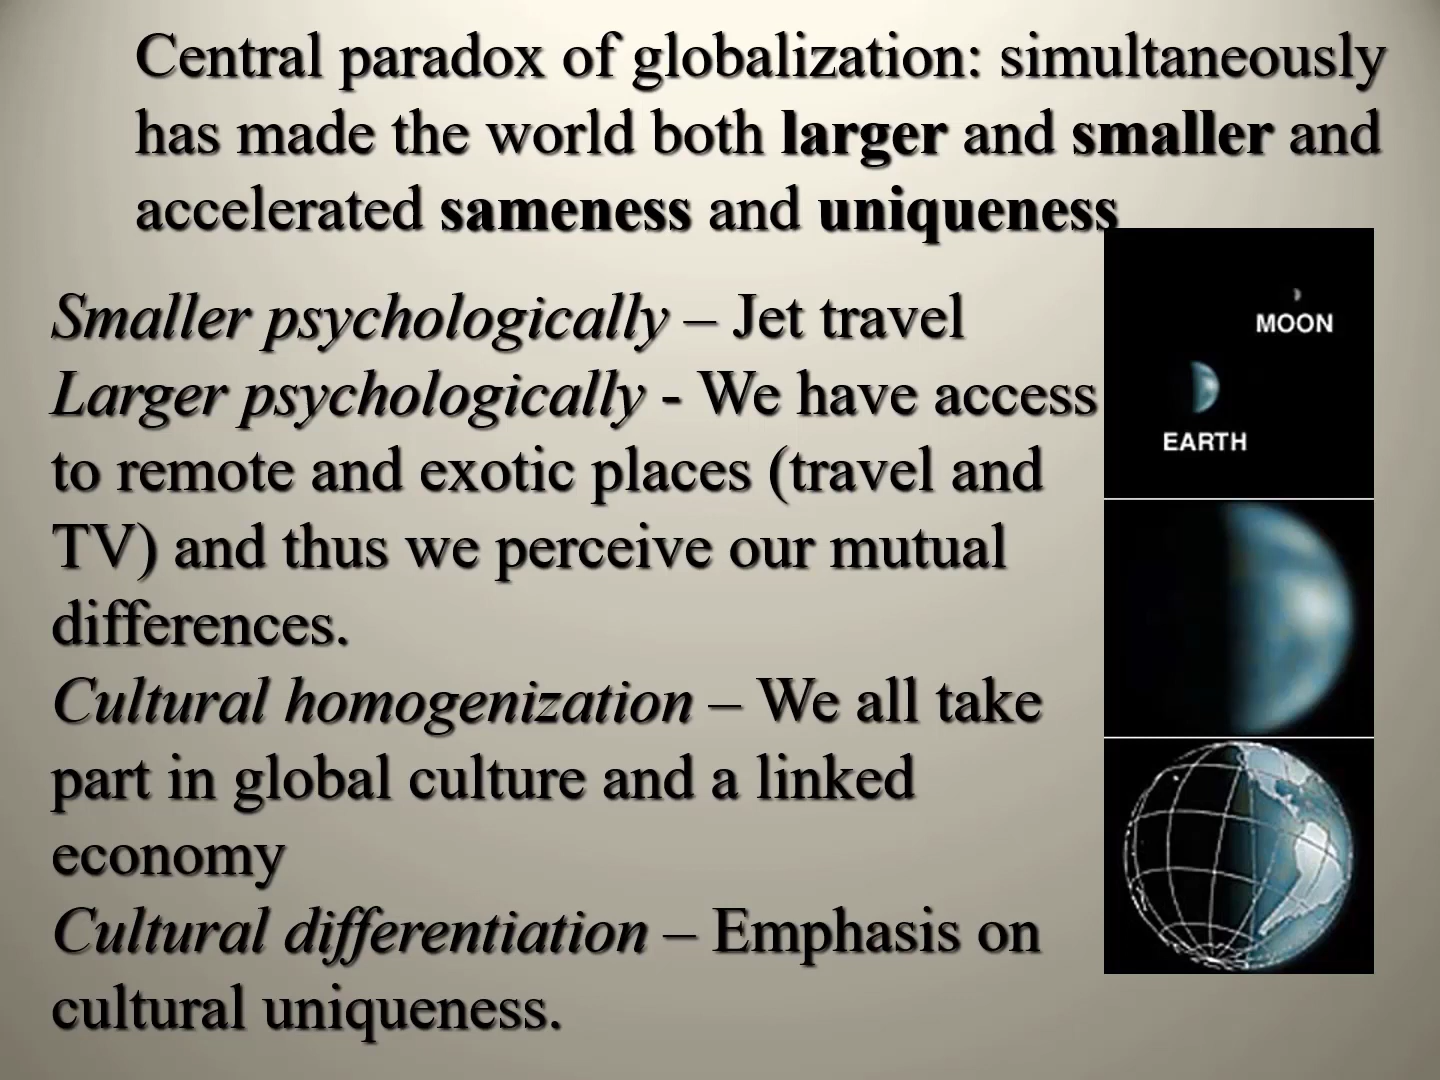 Central paradox of globalization: simultaneously
has made the world both larger and smaller and
accelerated sameness and uniqueness
Smaller psychologically – Jet travel
Larger psychologically - We have access
to remote and exotic places (travel and
TV) and thus we perceive our mutual
differences.
Cultural homogenization – We all take
part in global culture and a linked
economy
Cultural differentiation – Emphasis on
cultural uniqueness.
MOON
EARTH